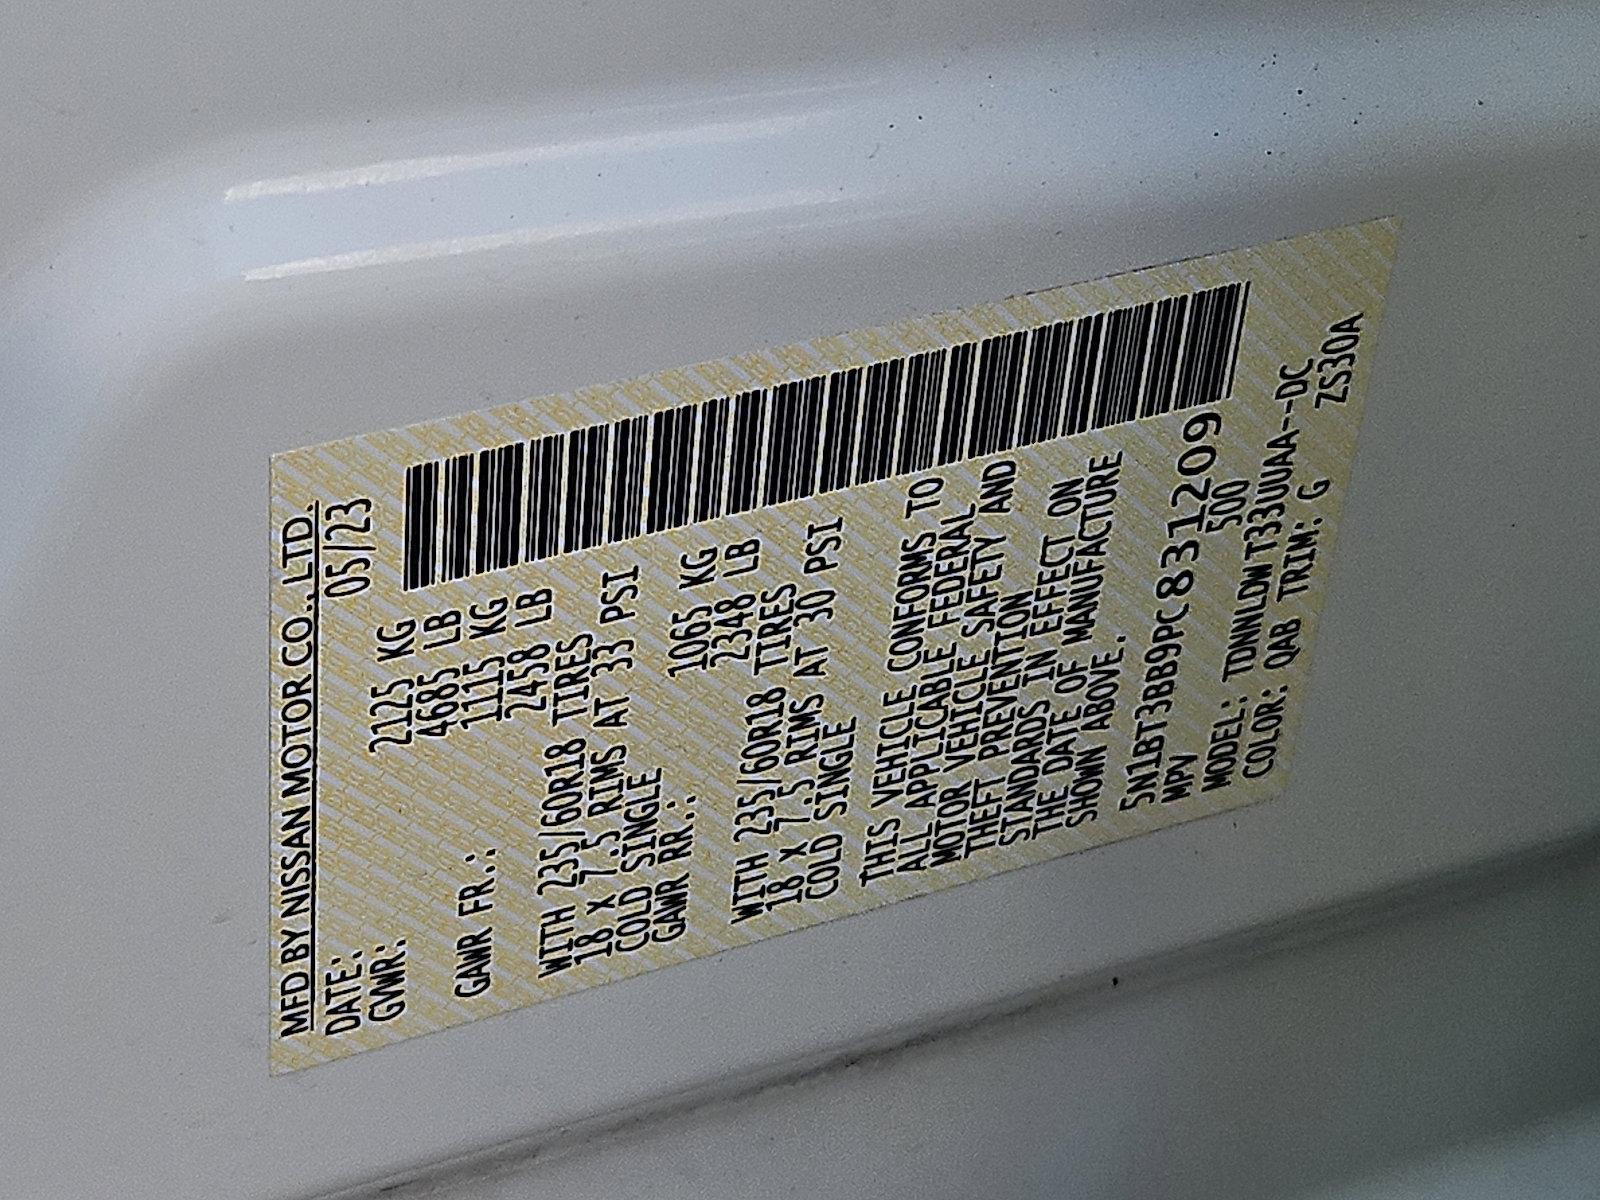 MFD BY NISSAN MOTOR CO., LTD.
DATE: 05/23
GVWR: 2125 KG
4685 LB
GAWR FR.: 1115 KG
2458 LB
WITH 235/60R18 TIRES
18 X 7.5 RIMS AT 33 PSI
COLD SINGLE
GAWR RR.: 1065 KG
2348 LB
WITH 235/60R18 TIRES
18 X 7.5 RIMS AT 30 PSI
COLD SINGLE
THIS VEHICLE CONFORMS TO
ALL APPLICABLE FEDERAL
MOTOR VEHICLE SAFETY AND
THEFT PREVENTION
STANDARDS IN EFFECT ON
THE DATE OF MANUFACTURE
SHOWN ABOVE.
5N1BT3BB9PC831209
MPV 500
MODEL: TDNNLDWT33UUAA--DC
COLOR: QAB TRIM: G ZS30A